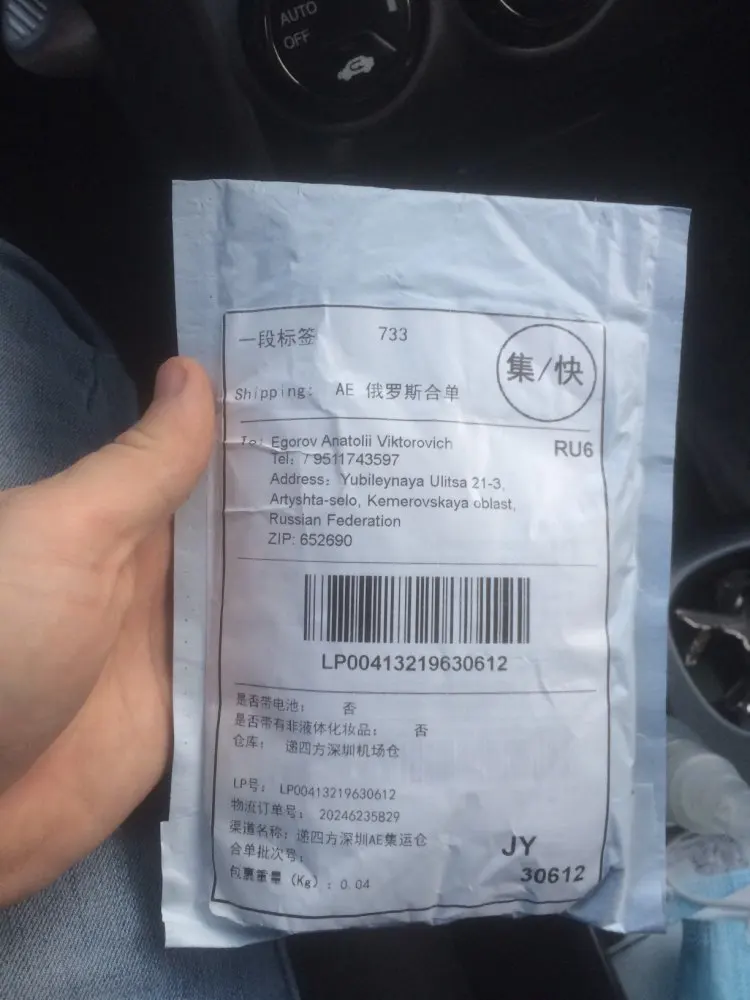 AUTO
OFF
一段标签 733
集/快
Shipping: AE 俄罗斯合单
To: Egorov Anatolii Viktorovich
RU6
Tel: 79511743597
Address: Yubileynaya Ulitsa 21-3,
Artyshta-selo, Kemerovskaya oblast,
Russian Federation
ZIP: 652690
LP00413219630612
是否带电池: 否
是否带有非液体化妆品: 否
仓库: 递四方深圳机场仓
LP号: LP00413219630612
物流订单号: 20246235829
渠道名称: 递四方深圳AE集运仓
合单批次号:
包裹重量 (Kg): 0.04
JY
30612